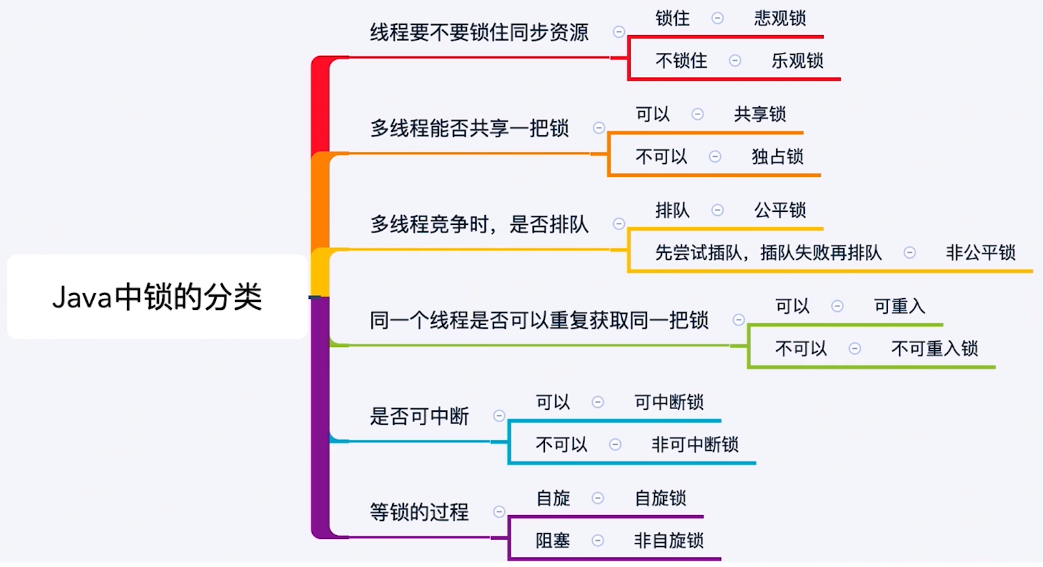 Java中锁的分类
线程要不要锁住同步资源
锁住 悲观锁
不锁住 乐观锁
多线程能否共享一把锁
可以 共享锁
不可以 独占锁
多线程竞争时，是否排队
排队 公平锁
先尝试插队，插队失败再排队 非公平锁
同一个线程是否可以重复获取同一把锁
可以 可重入
不可以 不可重入锁
是否可中断
可以 可中断锁
不可以 非可中断锁
等锁的过程
自旋 自旋锁
阻塞 非自旋锁